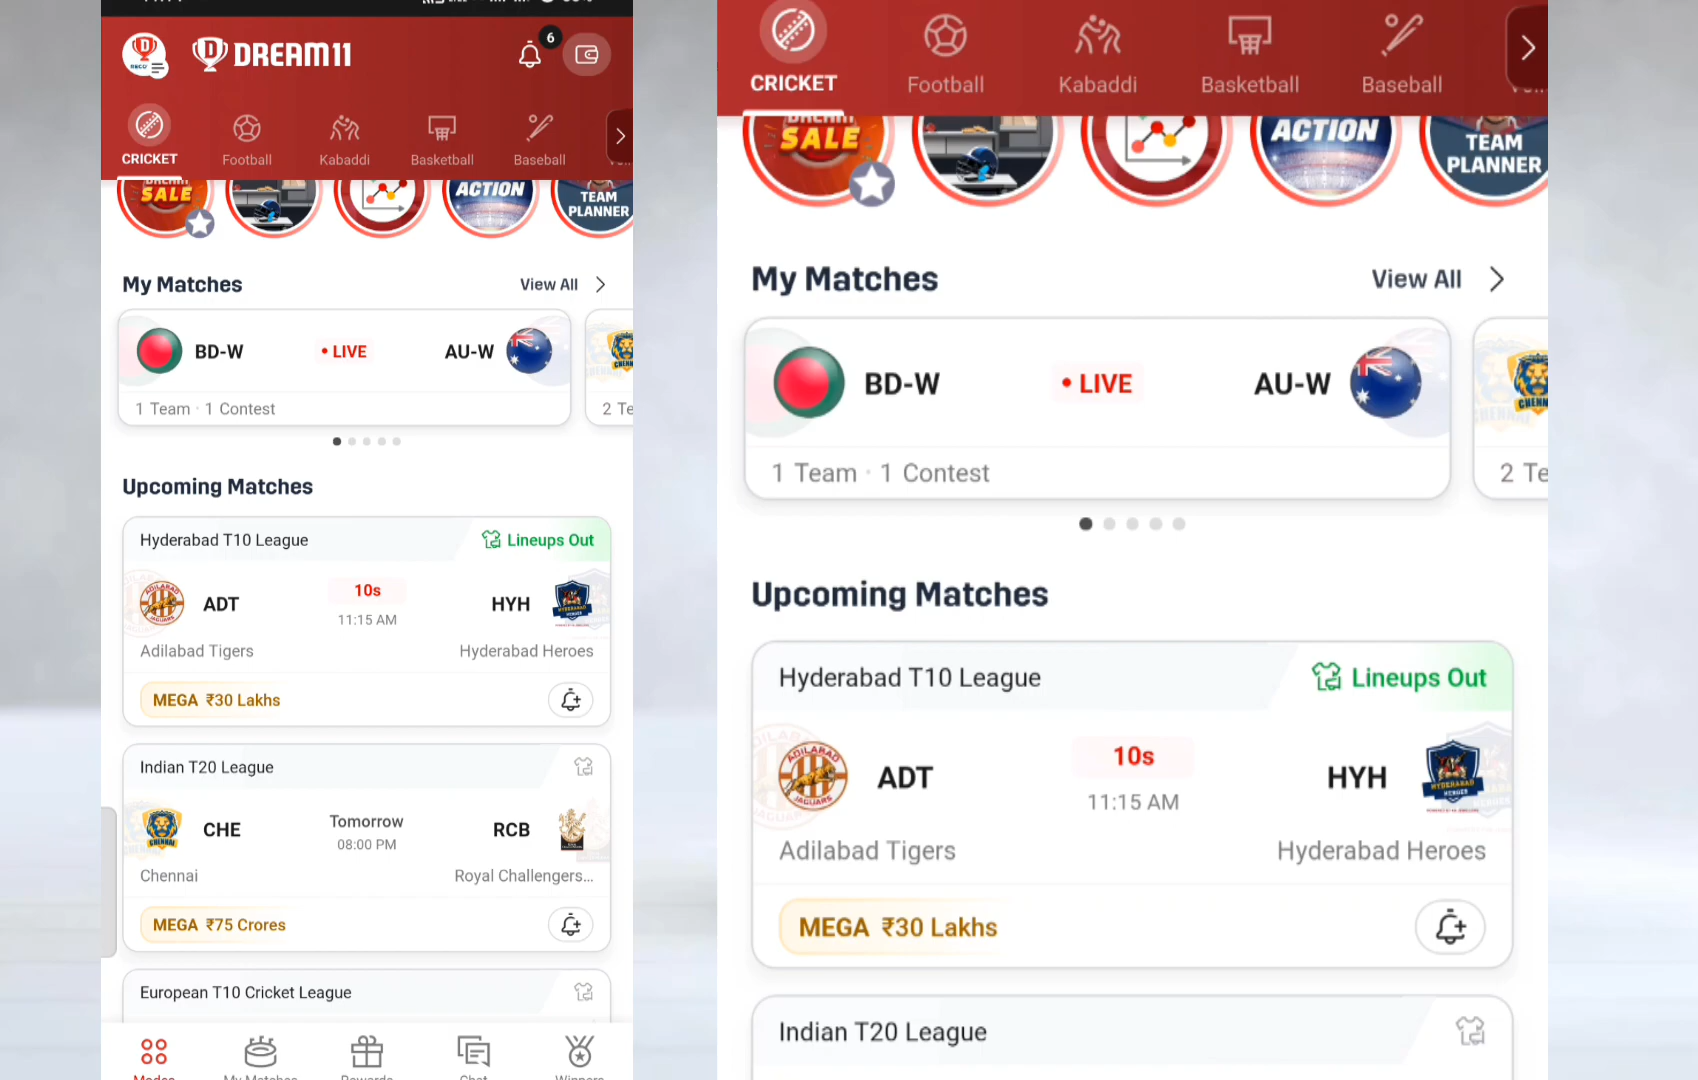 DREAM11
6
CRICKET
Football
Kabaddi
Basketball
Baseball
SALE
ACTION
TEAM
PLANNER
My Matches
View All
BD-W
• LIVE
AU-W
1 Team · 1 Contest
Upcoming Matches
Hyderabad T10 League
Lineups Out
ADT
10s
11:15 AM
HYH
Adilabad Tigers
Hyderabad Heroes
MEGA ₹30 Lakhs
Indian T20 League
CHE
Tomorrow
08:00 PM
RCB
Chennai
Royal Challengers...
MEGA ₹75 Crores
European T10 Cricket League
CRICKET
Football
Kabaddi
Basketball
Baseball
SALE
ACTION
TEAM
PLANNER
My Matches
View All
BD-W
• LIVE
AU-W
1 Team · 1 Contest
Upcoming Matches
Hyderabad T10 League
Lineups Out
ADT
10s
11:15 AM
HYH
Adilabad Tigers
Hyderabad Heroes
MEGA ₹30 Lakhs
Indian T20 League